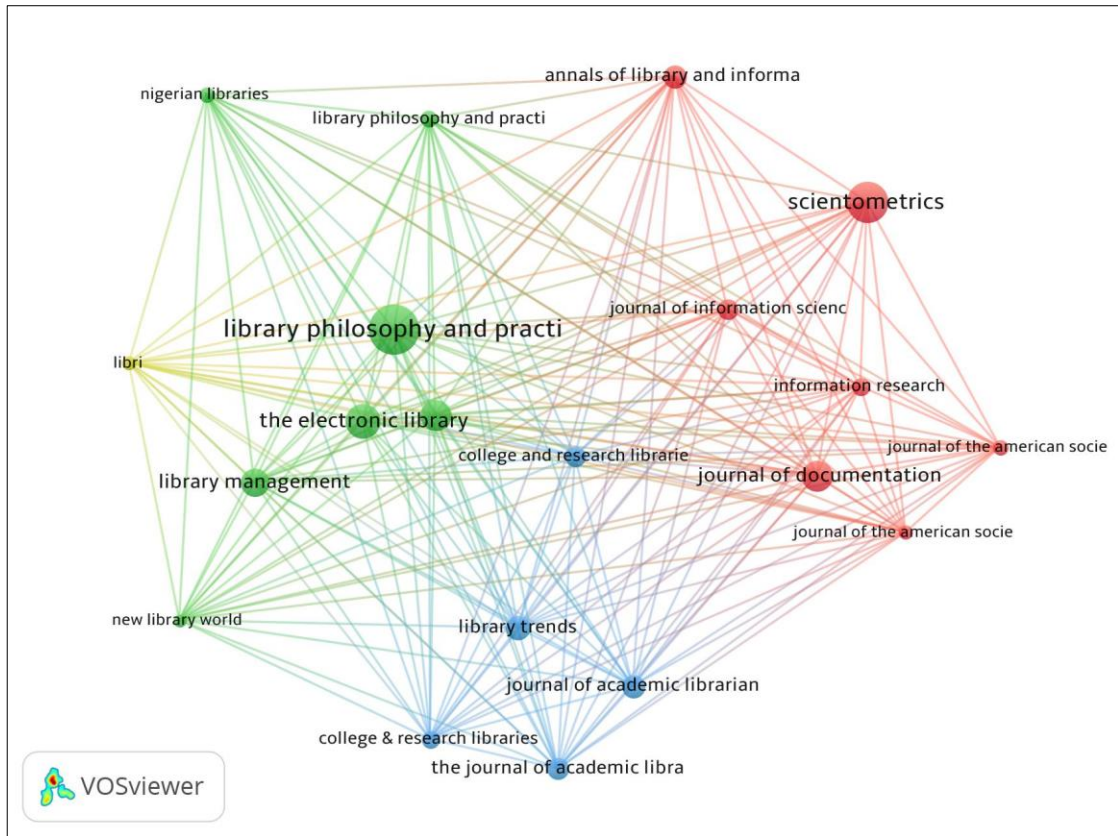 annals of library and informa
nigerian libraries
library philosophy and practi
scientometrics
journal of information scienc
library philosophy and practi
libri
information research
the electronic library
journal of the american socie
college and research librarie
journal of documentation
library management
journal of the american socie
new library world
library trends
journal of academic librarian
college & research libraries
the journal of academic libra
VOSviewer